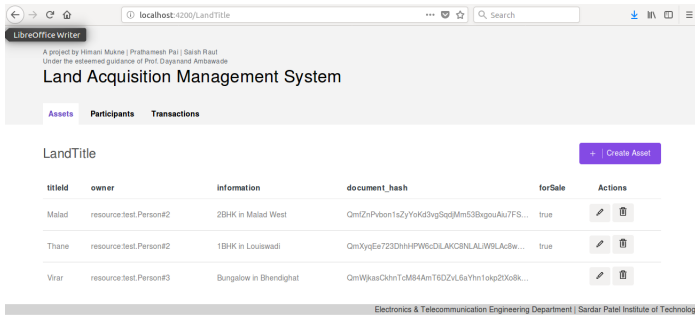 localhost:4200/LandTitle
Search
LibreOffice Writer
A project by Himani Mukne | Prathamesh Pai | Saish Raut
Under the esteemed guidance of Prof. Dayanand Ambawade
Land Acquisition Management System
Assets Participants Transactions
LandTitle
+ | Create Asset
titleId owner information document_hash forSale Actions
Malad resource:test.Person#2 2BHK in Malad West QmfZnPvbon1sZyYoKd3vgSqdjMm53BxgouAiu7FS... true
Thane resource:test.Person#2 1BHK in Louiswadi QmXyqEe723DhhHPW6cDiLAKC8NLALiW9LAc8w... true
Virar resource:test.Person#3 Bungalow in Bhendighat QmWjkasCkhnTcM84AmT6DZvL6aYhn1okp2tXo8k...
Electronics & Telecommunication Engineering Department | Sardar Patel Institute of Technolog